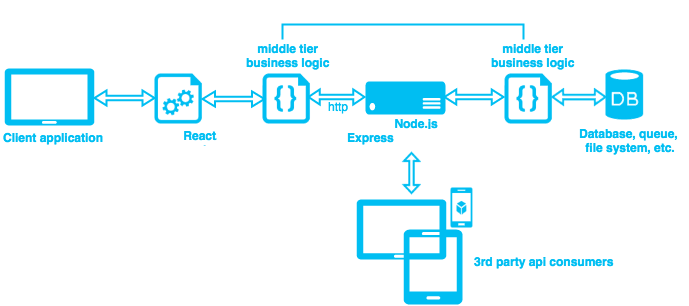 middle tier
business logic
middle tier
business logic
{ }
{ }
http
DB
Client application
React
Node.js
Express
Database, queue,
file system, etc.
3rd party api consumers